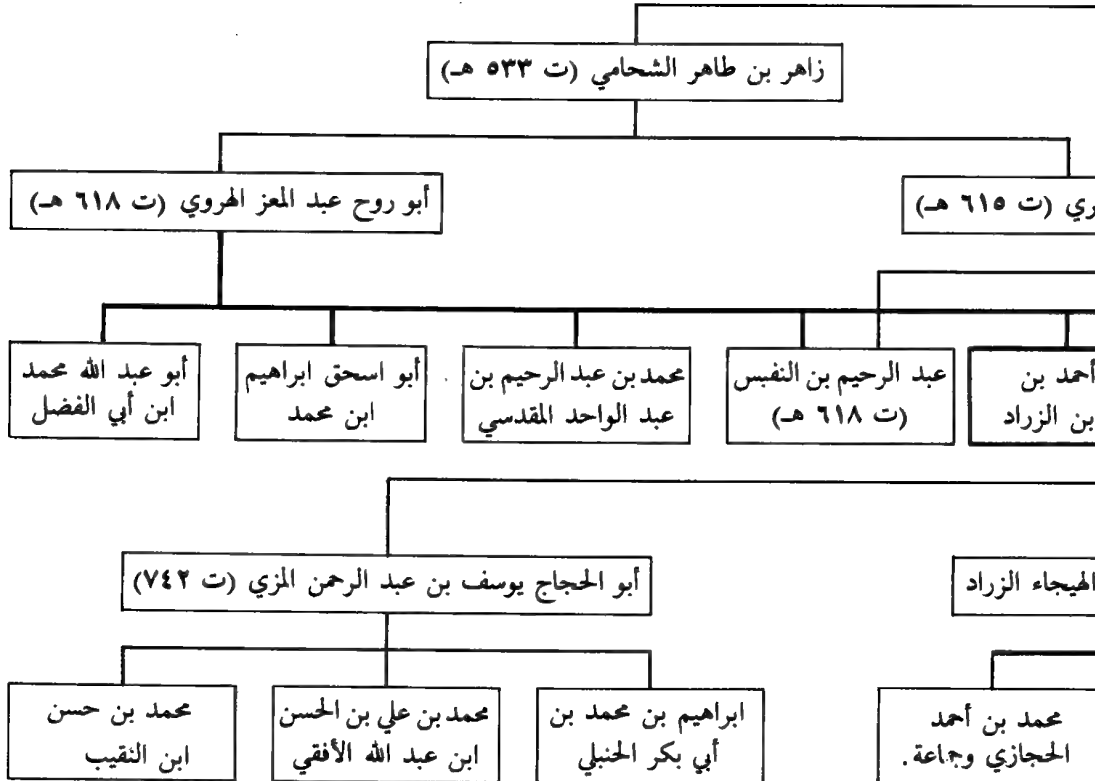 زاهر بن طاهر الشحامي (ت ٥٣٣ هـ)
ري (ت ٦١٥ هـ)
أبو روح عبد المعز الهروي (ت ٦١٨ هـ)
أحمد بن
بن الزراد
عبد الرحيم بن النفبس
(ت ٦١٨ هـ)
محمد بن عبد الرحيم بن
عبد الواحد المقدسي
أبو اسحق ابراهيم
ابن محمد
أبو عبد الله محمد
ابن أبي الفضل
الهيجاء الزراد
أبو الحجاج يوسف بن عبد الرحمن المزي (ت ٧٤٢)
محمد بن أحمد
الحجازي وجماعة.
ابراهيم بن محمد بن
أبي بكر الحنبلي
محمد بن علي بن الحسن
ابن عبد الله الأفقي
محمد بن حسن
ابن النقيب